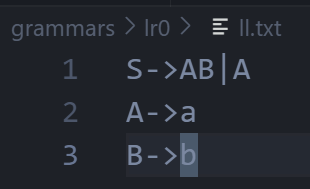 grammars > lr0 > ll.txt
1 S->AB|A
2 A->a
3 B->b